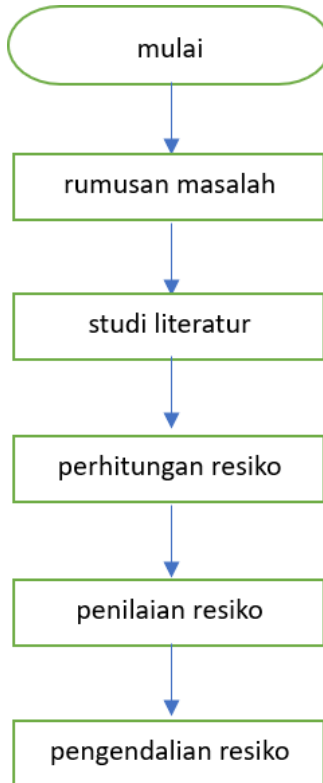 mulai
rumusan masalah
studi literatur
perhitungan resiko
penilaian resiko
pengendalian resiko